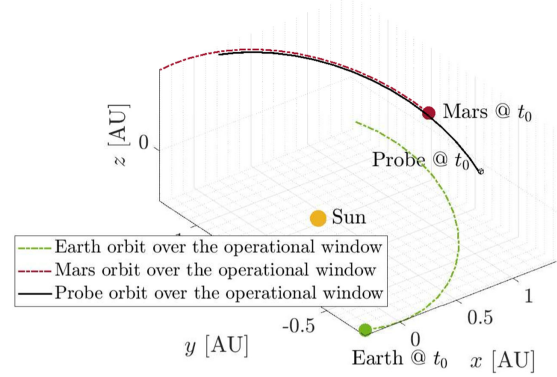 Mars @ t0
z [AU]
0
Probe @ t0
Sun
Earth orbit over the operational window
Mars orbit over the operational window
Probe orbit over the operational window
1
0.5
-0.5
0
y [AU]
x [AU]
Earth @ t0